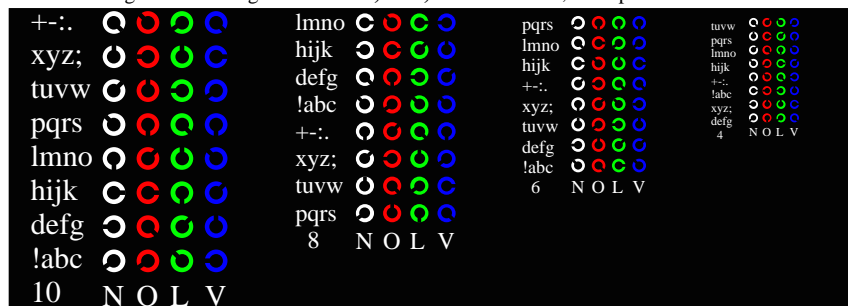 +-:.
xyz;
tuvw
pqrs
lmno
hijk
defg
!abc
10 N O L V
lmno
hijk
defg
!abc
+-:.
xyz;
tuvw
pqrs
8 N O L V
pqrs
lmno
hijk
+-:.
xyz;
tuvw
defg
!abc
6 N O L V
tuvw
pqrs
lmno
hijk
+-:.
!abc
xyz;
defg
4 N O L V